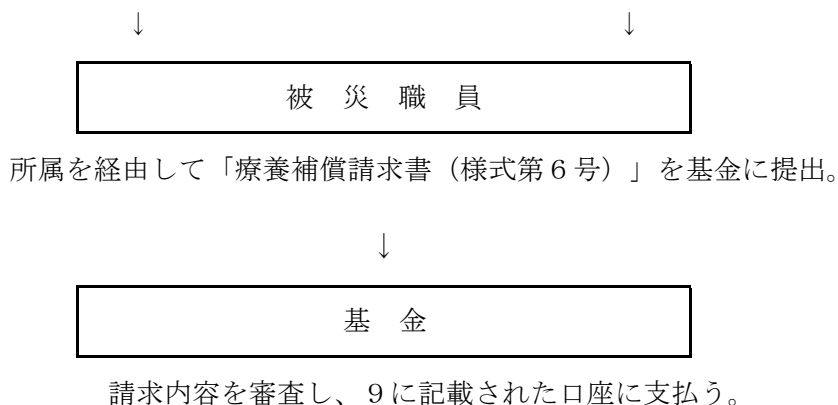 ↓ ↓
被 災 職 員
所属を経由して「療養補償請求書（様式第６号）」を基金に提出。
↓
基 金
請求内容を審査し、９に記載された口座に支払う。